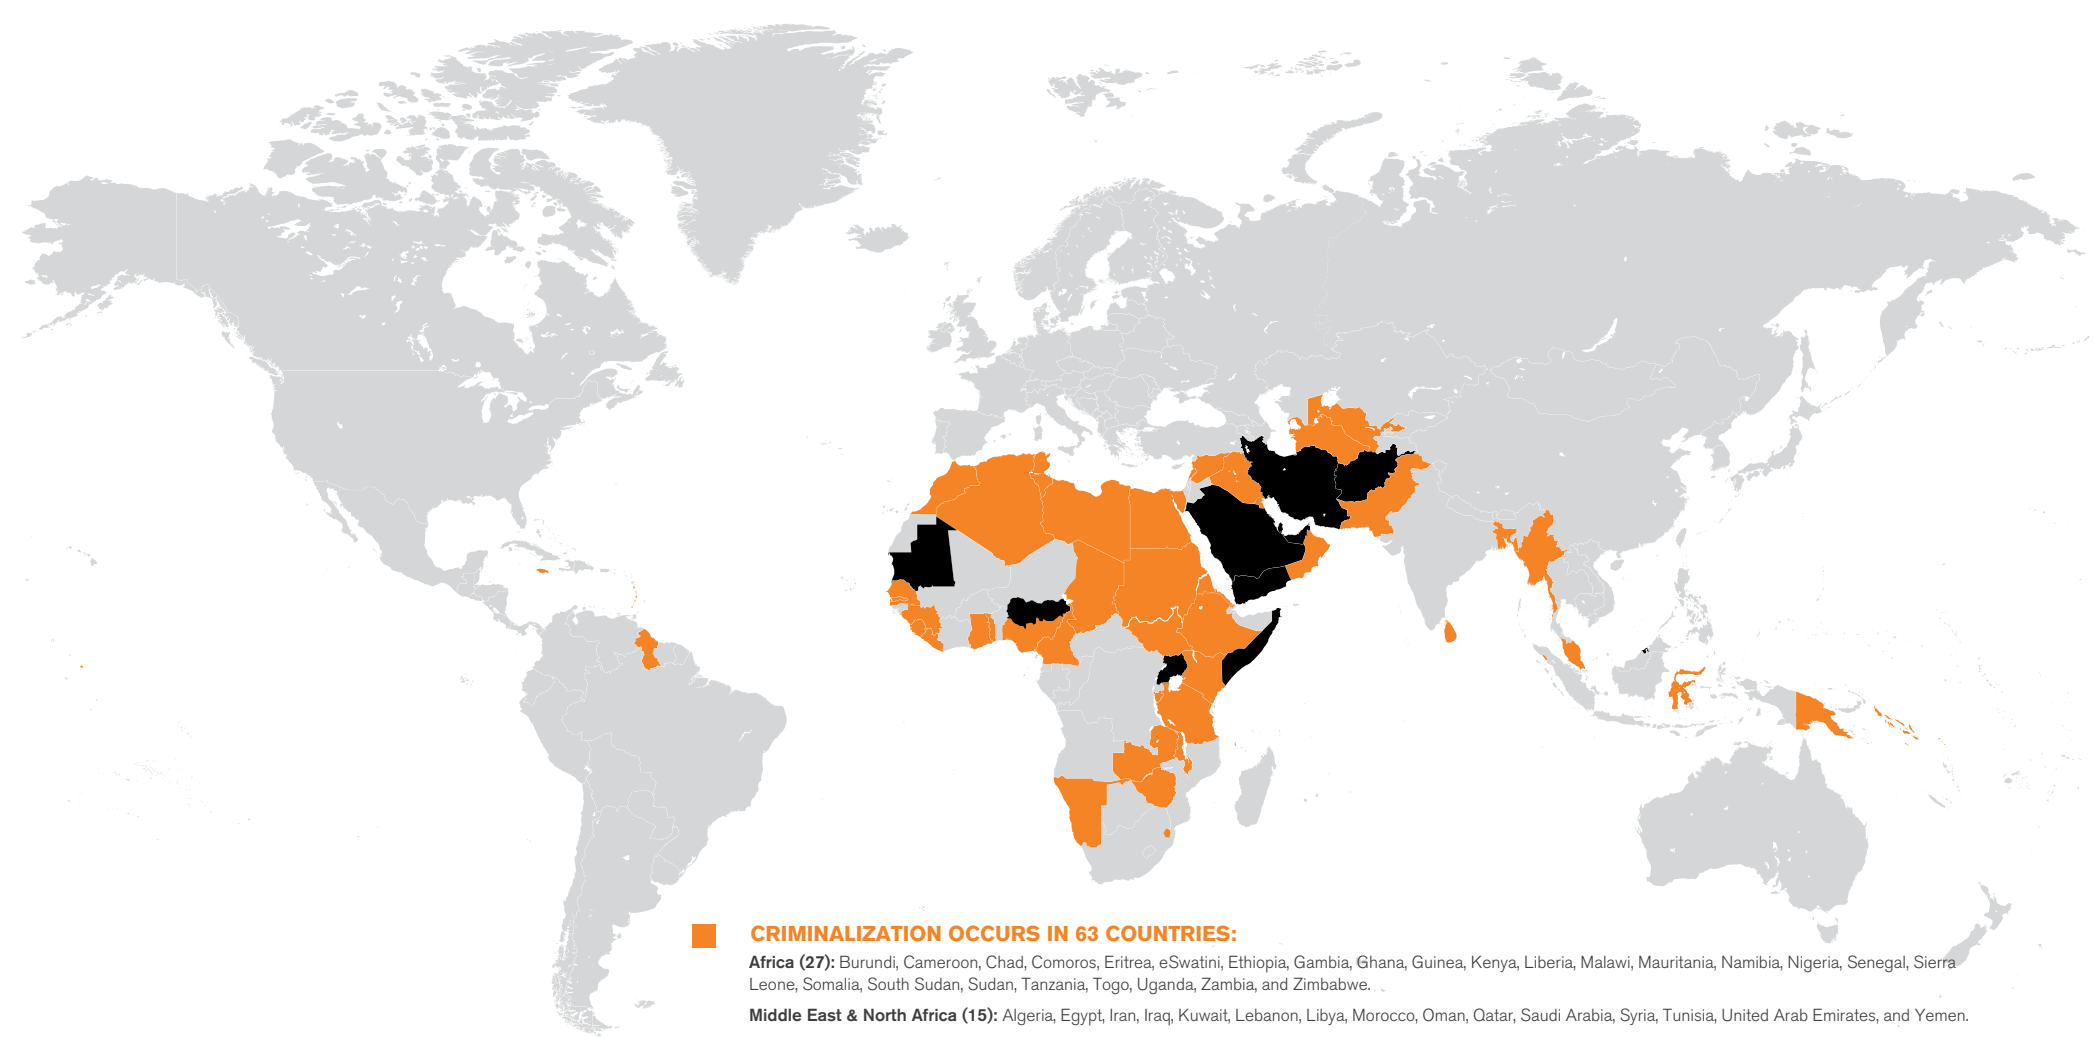 CRIMINALIZATION OCCURS IN 63 COUNTRIES:
Africa (27): Burundi, Cameroon, Chad, Comoros, Eritrea, eSwatini, Ethiopia, Gambia, Ghana, Guinea, Kenya, Liberia, Malawi, Mauritania, Namibia, Nigeria, Senegal, Sierra
Leone, Somalia, South Sudan, Sudan, Tanzania, Togo, Uganda, Zambia, and Zimbabwe.
Middle East & North Africa (15): Algeria, Egypt, Iran, Iraq, Kuwait, Lebanon, Libya, Morocco, Oman, Qatar, Saudi Arabia, Syria, Tunisia, United Arab Emirates, and Yemen.